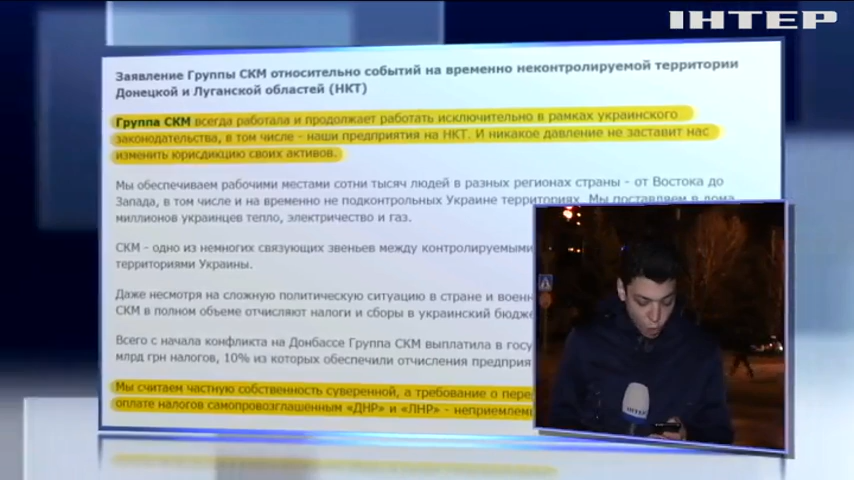 ІНТЕР
Заявление Группы СКМ относительно событий на временно неконтролируемой территории
Донецкой и Луганской областей (НКТ)
Группа СКМ всегда работала и продолжает работать исключительно в рамках украинского
законодательства, в том числе - наши предприятия на НКТ. И никакое давление не заставит нас
изменить юрисдикцию своих активов.
Мы обеспечиваем рабочими местами сотни тысяч людей в разных регионах страны - от Востока до
Запада, в том числе и на временно не подконтрольных Украине территориях. Мы поставляем в дома
миллионов украинцев тепло, электричество и газ.
СКМ - одно из немногих связующих звеньев между контролируемыми
территориями Украины.
Даже несмотря на сложную политическую ситуацию в стране и
СКМ в полном объеме отчисляют налоги и сборы в украинский
Всего с начала конфликта на Донбассе Группа СКМ выплатила в
млрд грн налогов, 10% из которых обеспечили отчисления
Мы считаем частную собственность суверенной, а требование о
оплате налогов самопровозглашенным «ДНР» и «ЛНР» -
ІНТЕР